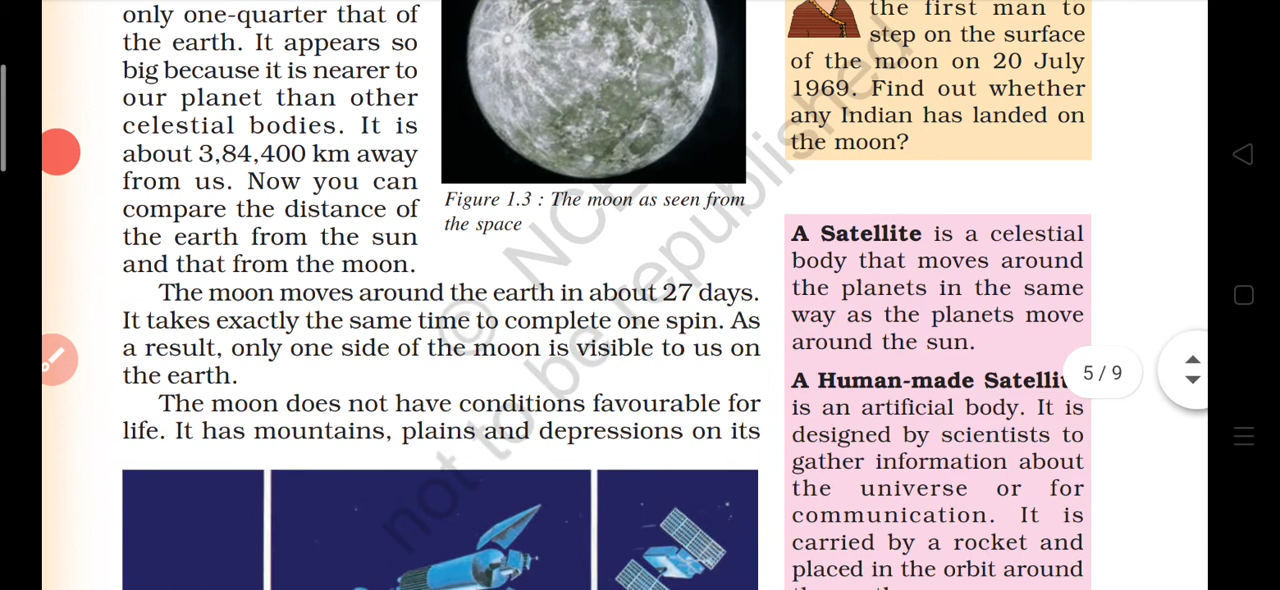 only one-quarter that of
the earth. It appears so
big because it is nearer to
our planet than other
celestial bodies. It is
about 3,84,400 km away
from us. Now you can
compare the distance of
the earth from the sun
and that from the moon.
Figure 1.3 : The moon as seen from
the space
The moon moves around the earth in about 27 days.
It takes exactly the same time to complete one spin. As
a result, only one side of the moon is visible to us on
the earth.
The moon does not have conditions favourable for
life. It has mountains, plains and depressions on its
the first man to
step on the surface
of the moon on 20 July
1969. Find out whether
any Indian has landed on
the moon?
A Satellite is a celestial
body that moves around
the planets in the same
way as the planets move
around the sun.
A Human-made Satellit
is an artificial body. It is
designed by scientists to
gather information about
the universe or for
communication. It is
carried by a rocket and
placed in the orbit around
5 / 9
© NCE
not to be republished